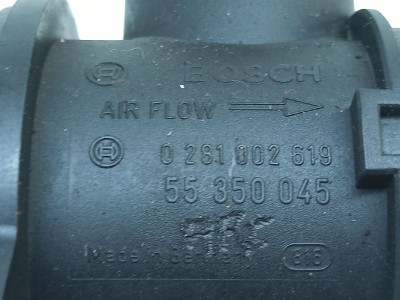 BOSCH
AIR FLOW
0 281 002 619
55 350 045
Made in Germany 816